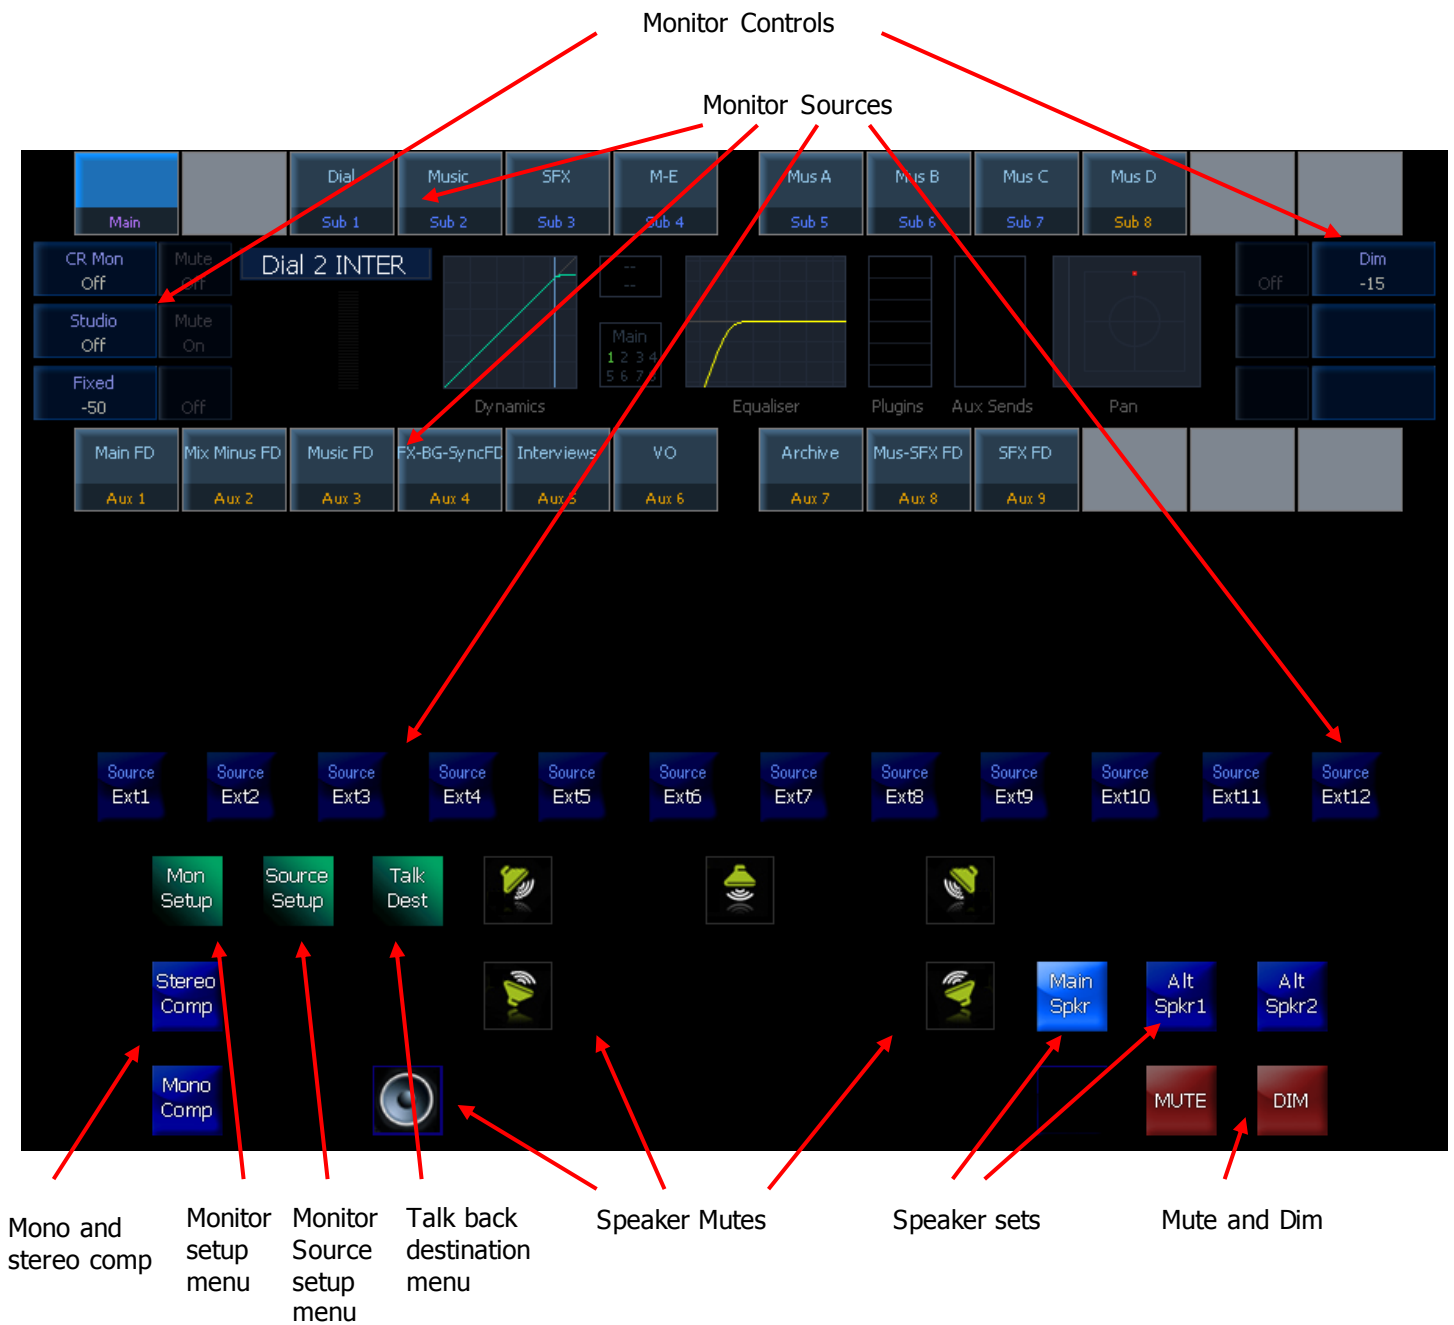 Monitor Controls
Monitor Sources
Dial Music SFX M-E Mus A Mus B Mus C Mus D
Main Sub 1 Sub 2 Sub 3 Sub 4 Sub 5 Sub 6 Sub 7 Sub 8
CR Mon Mute Dial 2 INTER -- Dim
Off Off -- Off -15
Studio Mute Main
Off On 1 2 3 4
Fixed 5 6 7 8
-50 Off Dynamics Equaliser Plugins Aux Sends Pan
Main FD Mix Minus FD Music FD FX-BG-SyncFD Interviews VO Archive Mus-SFX FD SFX FD
Aux 1 Aux 2 Aux 3 Aux 4 Aux 5 Aux 6 Aux 7 Aux 8 Aux 9
Source Source Source Source Source Source Source Source Source Source Source Source
Ext1 Ext2 Ext3 Ext4 Ext5 Ext6 Ext7 Ext8 Ext9 Ext10 Ext11 Ext12
Mon Source Talk
Setup Setup Dest
Stereo Main Alt Alt
Comp Spkr Spkr1 Spkr2
Mono
Comp MUTE DIM
Mono and
stereo comp
Monitor
setup
menu
Monitor
Source
setup
menu
Talk back
destination
menu
Speaker Mutes
Speaker sets
Mute and Dim